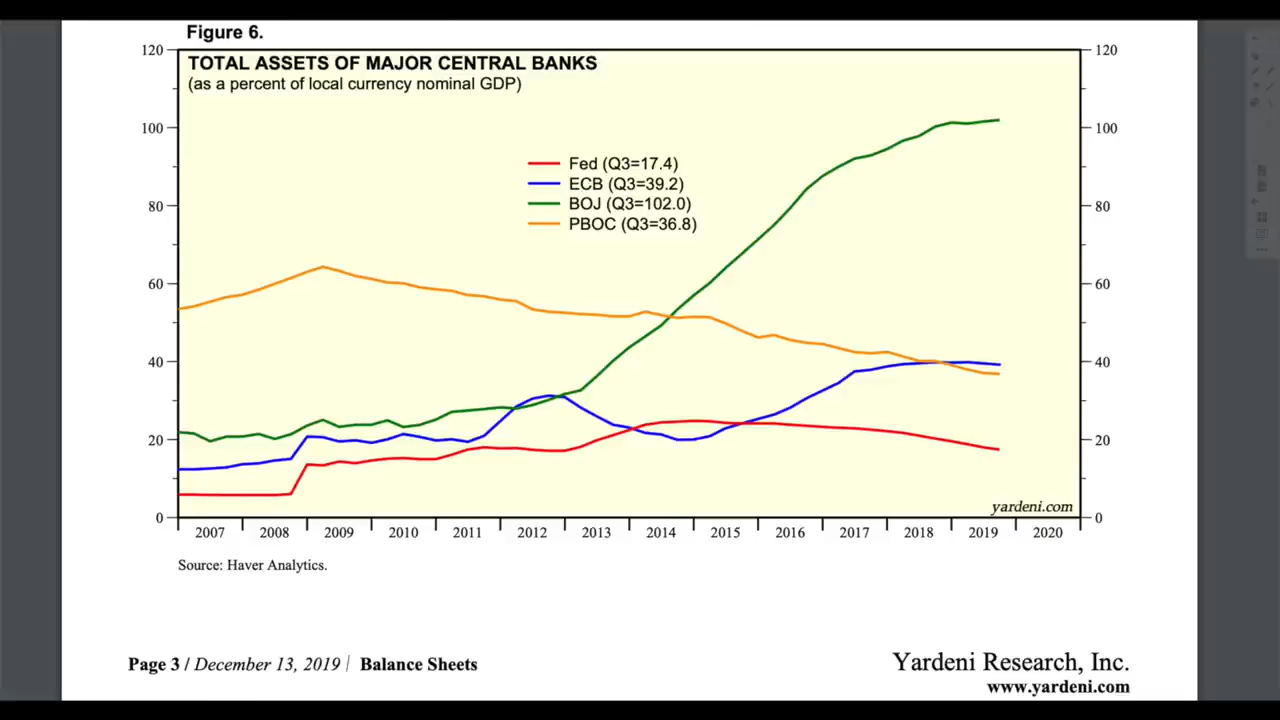 Figure 6.
120
120
TOTAL ASSETS OF MAJOR CENTRAL BANKS
(as a percent of local currency nominal GDP)
100
100
Fed (Q3=17.4)
ECB (Q3=39.2)
BOJ (Q3=102.0)
PBOC (Q3=36.8)
80
80
60
60
40
40
20
20
yardeni.com
0
0
2007 2008 2009 2010 2011 2012 2013 2014 2015 2016 2017 2018 2019 2020
Source: Haver Analytics.
Page 3 / December 13, 2019 | Balance Sheets
Yardeni Research, Inc.
www.yardeni.com